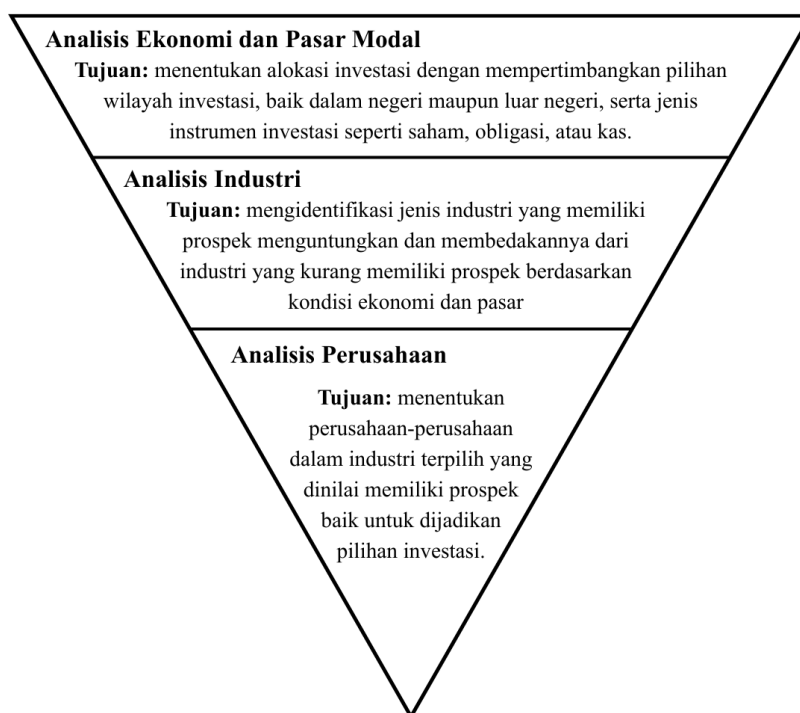 Analisis Ekonomi dan Pasar Modal
Tujuan: menentukan alokasi investasi dengan mempertimbangkan pilihan
wilayah investasi, baik dalam negeri maupun luar negeri, serta jenis
instrumen investasi seperti saham, obligasi, atau kas.
Analisis Industri
Tujuan: mengidentifikasi jenis industri yang memiliki
prospek menguntungkan dan membedakannya dari
industri yang kurang memiliki prospek berdasarkan
kondisi ekonomi dan pasar
Analisis Perusahaan
Tujuan: menentukan
perusahaan-perusahaan
dalam industri terpilih yang
dinilai memiliki prospek
baik untuk dijadikan
pilihan investasi.